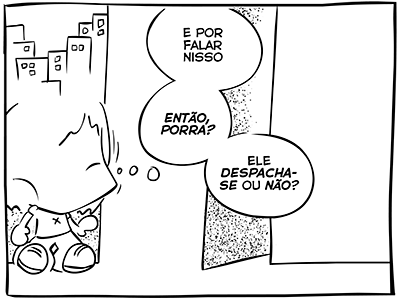 E POR
FALAR
NISSO
ENTÃO,
PORRA?
ELE
DESPACHA-
SE OU NÃO?